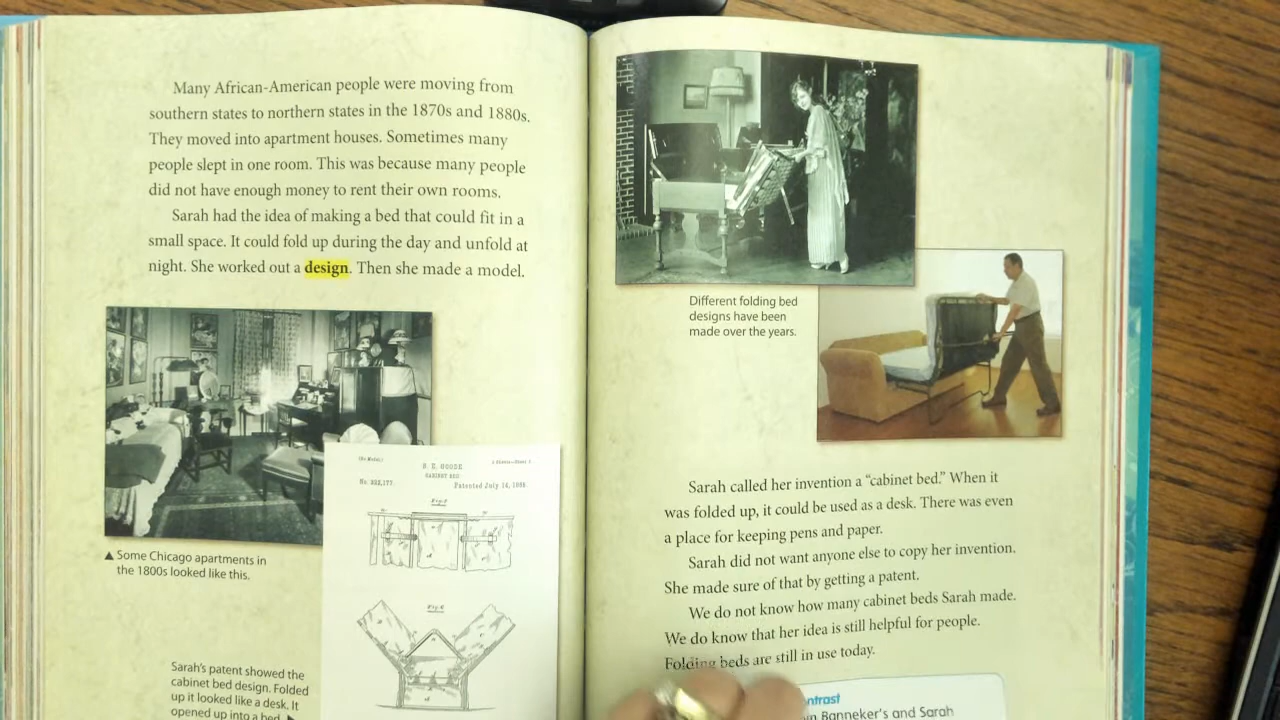 Many African-American people were moving from
southern states to northern states in the 1870s and 1880s.
They moved into apartment houses. Sometimes many
people slept in one room. This was because many people
did not have enough money to rent their own rooms.
Sarah had the idea of making a bed that could fit in a
small space. It could fold up during the day and unfold at
night. She worked out a design. Then she made a model.
▲ Some Chicago apartments in
the 1800s looked like this.
(No Model.)
S. E. GOODE.
CABINET BED.
No. 322,177.
Patented July 14, 1885.
Sarah's patent showed the
cabinet bed design. Folded
up it looked like a desk. It
opened up into a bed.
Different folding bed
designs have been
made over the years.
Sarah called her invention a “cabinet bed.” When it
was folded up, it could be used as a desk. There was even
a place for keeping pens and paper.
Sarah did not want anyone else to copy her invention.
She made sure of that by getting a patent.
We do not know how many cabinet beds Sarah made.
We do know that her idea is still helpful for people.
Folding beds are still in use today.
Banneker's and Sarah